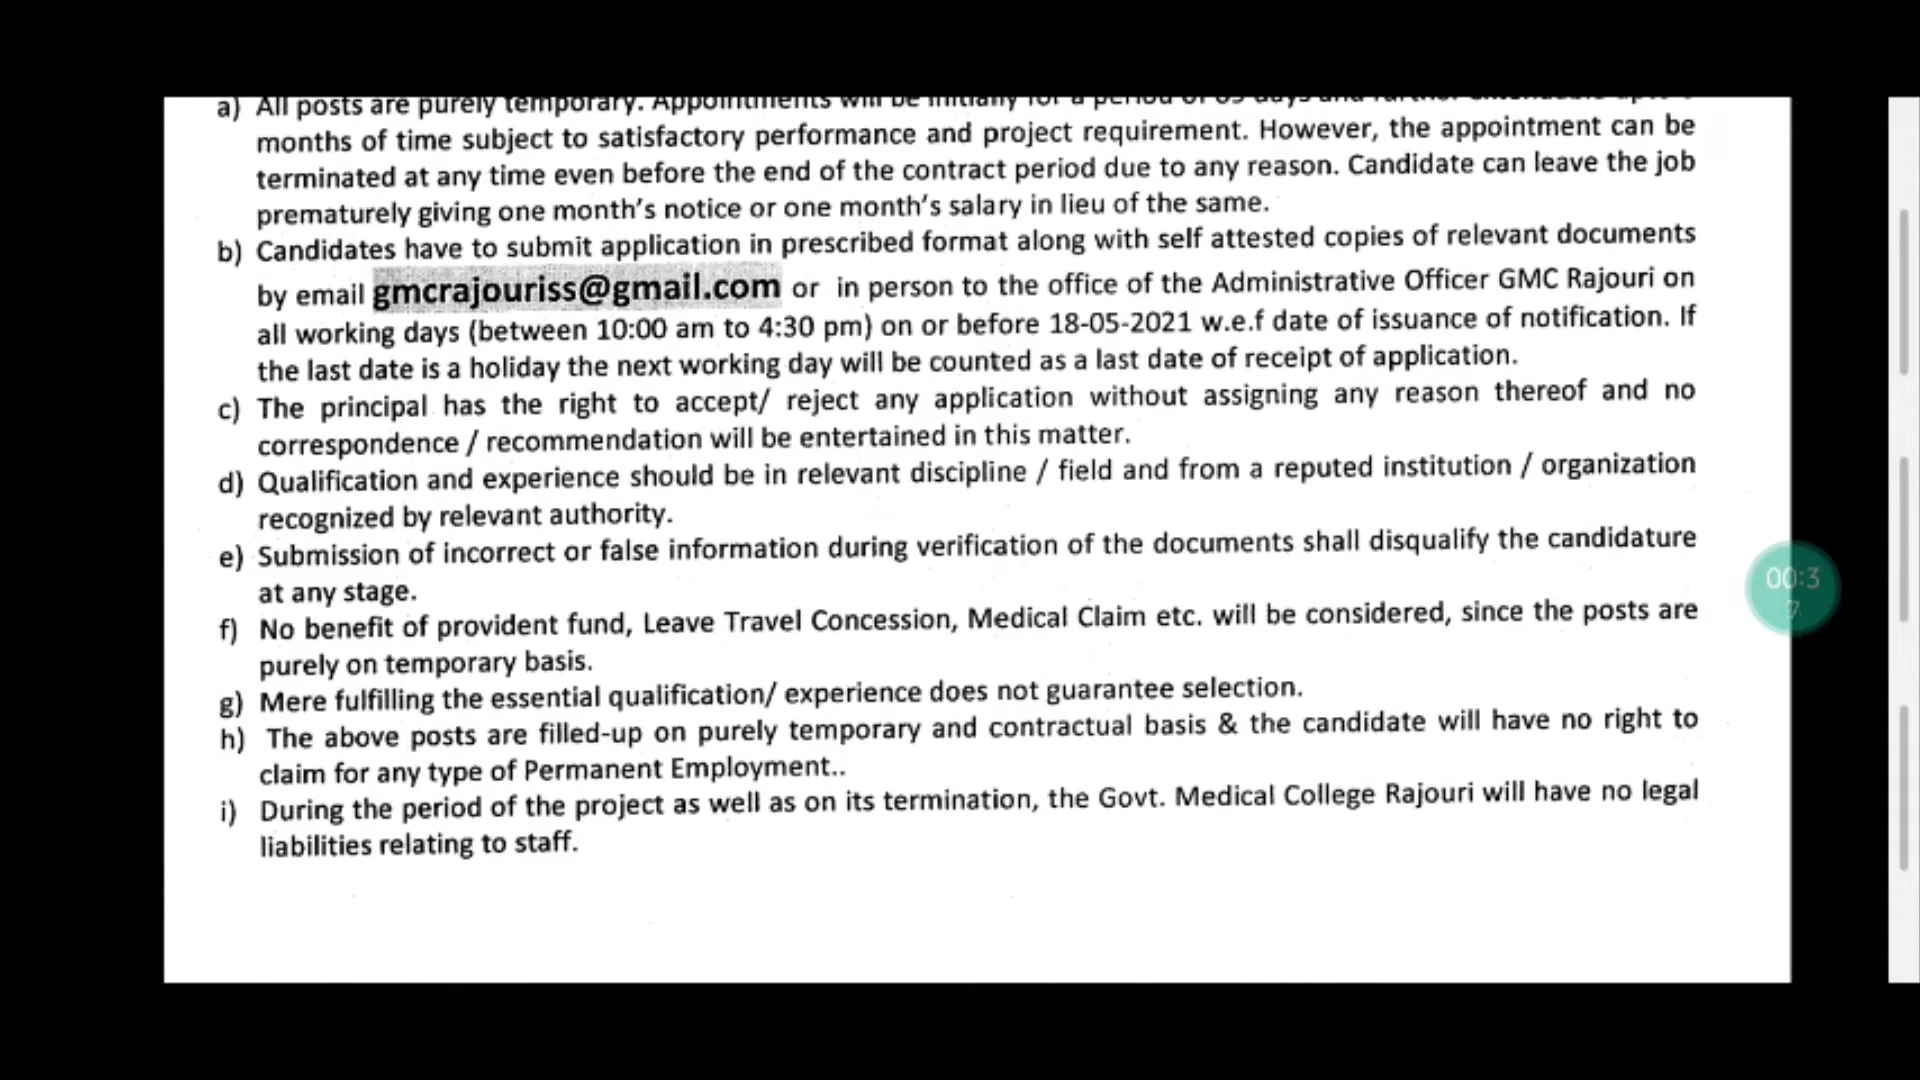 a) All posts are purely temporary. Appointments will be initially for a period of 89 days and further
months of time subject to satisfactory performance and project requirement. However, the appointment can be
terminated at any time even before the end of the contract period due to any reason. Candidate can leave the job
prematurely giving one month's notice or one month's salary in lieu of the same.
b) Candidates have to submit application in prescribed format along with self attested copies of relevant documents
by email gmcrajouriss@gmail.com or in person to the office of the Administrative Officer GMC Rajouri on
all working days (between 10:00 am to 4:30 pm) on or before 18-05-2021 w.e.f date of issuance of notification. If
the last date is a holiday the next working day will be counted as a last date of receipt of application.
c) The principal has the right to accept/ reject any application without assigning any reason thereof and no
correspondence / recommendation will be entertained in this matter.
d) Qualification and experience should be in relevant discipline / field and from a reputed institution / organization
recognized by relevant authority.
e) Submission of incorrect or false information during verification of the documents shall disqualify the candidature
at any stage.
f) No benefit of provident fund, Leave Travel Concession, Medical Claim etc. will be considered, since the posts are
purely on temporary basis.
g) Mere fulfilling the essential qualification/ experience does not guarantee selection.
h) The above posts are filled-up on purely temporary and contractual basis & the candidate will have no right to
claim for any type of Permanent Employment..
i) During the period of the project as well as on its termination, the Govt. Medical College Rajouri will have no legal
liabilities relating to staff.
00:3
7